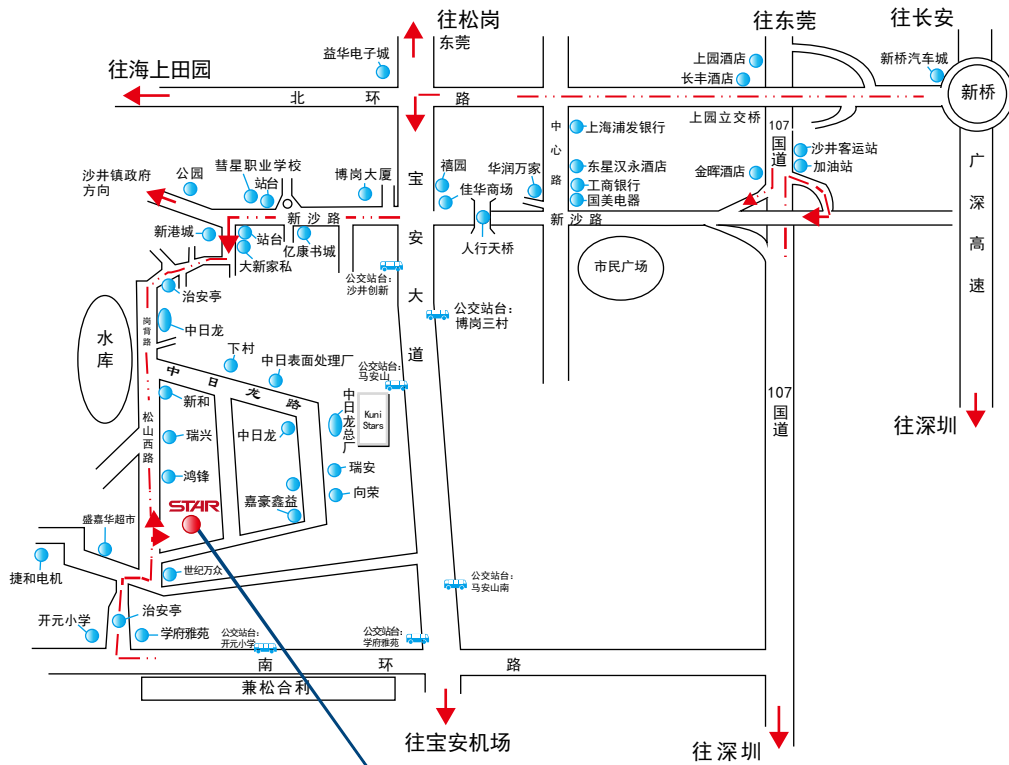 往松岗
东莞
往东莞
往长安
益华电子城
上园酒店
长丰酒店
新桥汽车城
往海上田园
北环路
新桥
上园立交桥
107
国道
中心路
上海浦发银行
沙井客运站
加油站
东星汉永酒店
工商银行
国美电器
金晖酒店
广深高速
沙井镇政府
方向
公园
彗星职业学校
站台
博岗大厦
宝安大道
禧园
佳华商场
华润万家
新沙路
新沙路
人行天桥
新港城
站台
大新家私
亿康书城
公交站台:
沙井创新
市民广场
治安亭
水库
岗背路
中日龙
公交站台:
博岗三村
下村
中日表面处理厂
公交站台:
马安山
中日龙路
新和
中日龙总厂
Kuni
Stars
107
国道
往深圳
松山西路
瑞兴
中日龙
鸿锋
瑞安
向荣
STAR
嘉豪鑫益
盛嘉华超市
捷和电机
世纪万众
公交站台:
马安山南
开元小学
治安亭
学府雅苑
公交站台:
开元小学
公交站台:
学府雅苑
南环路
兼松合利
往宝安机场
往深圳